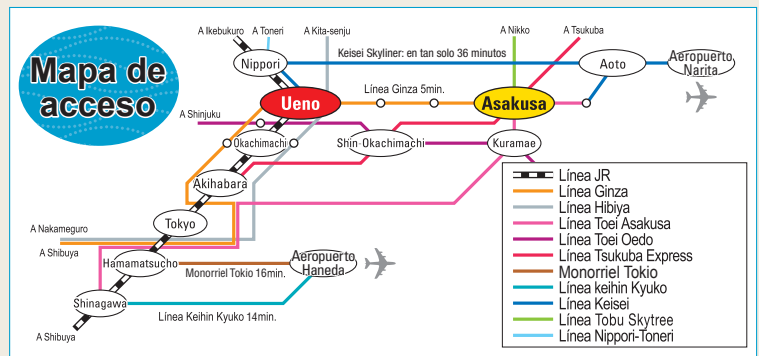 Mapa de
acceso
A Ikebukuro
A Toneri
A Kita-senju
A Nikko
A Tsukuba
Keisei Skyliner: en tan solo 36 minutos
Nippori
Aoto
Aeropuerto
Narita
Ueno
Línea Ginza 5min.
Asakusa
A Shinjuku
Okachimachi
Shin-Okachimachi
Kuramae
Akihabara
Tokyo
A Nakameguro
A Shibuya
Hamamatsucho
Monorriel Tokio 16min.
Aeropuerto
Haneda
Shinagawa
Línea Keihin Kyuko 14min.
A Shibuya
Línea JR
Línea Ginza
Línea Hibiya
Línea Toei Asakusa
Línea Toei Oedo
Línea Tsukuba Express
Monorriel Tokio
Línea keihin Kyuko
Línea Keisei
Línea Tobu Skytree
Línea Nippori-Toneri